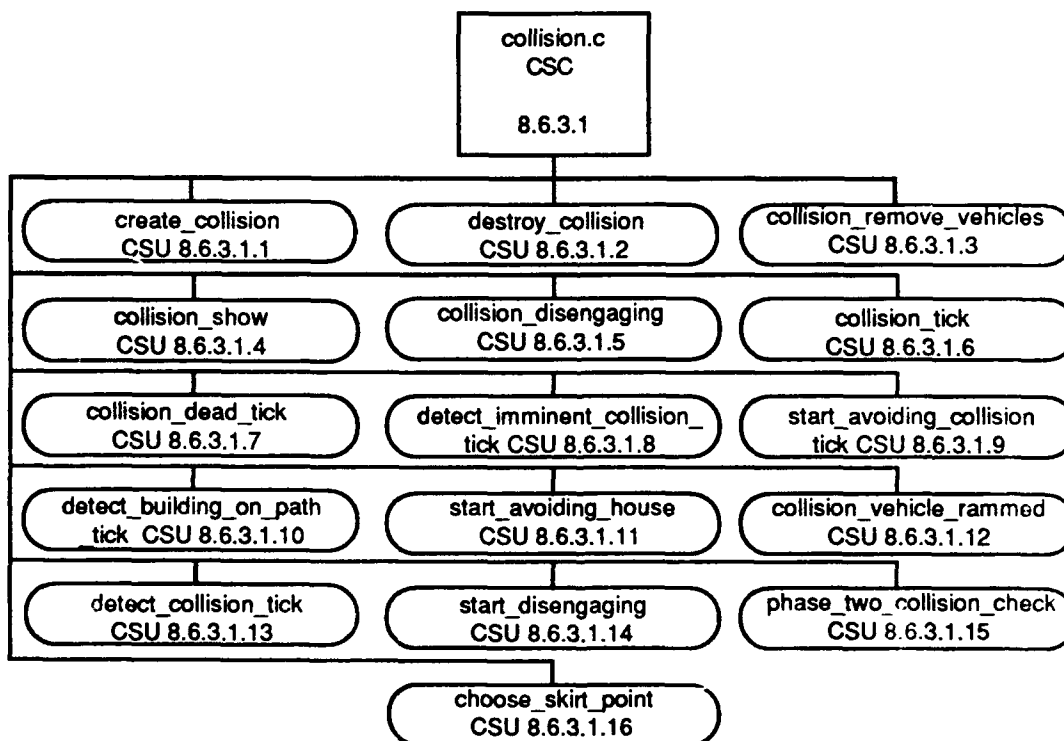 collision.c
CSC
8.6.3.1
create_collision
CSU 8.6.3.1.1
destroy_collision
CSU 8.6.3.1.2
collision_remove_vehicles
CSU 8.6.3.1.3
collision_show
CSU 8.6.3.1.4
collision_disengaging
CSU 8.6.3.1.5
collision_tick
CSU 8.6.3.1.6
collision_dead_tick
CSU 8.6.3.1.7
detect_imminent_collision_
tick CSU 8.6.3.1.8
start_avoiding_collision
tick CSU 8.6.3.1.9
detect_building_on_path
_tick CSU 8.6.3.1.10
start_avoiding_house
CSU 8.6.3.1.11
collision_vehicle_rammed
CSU 8.6.3.1.12
detect_collision_tick
CSU 8.6.3.1.13
start_disengaging
CSU 8.6.3.1.14
phase_two_collision_check
CSU 8.6.3.1.15
choose_skirt_point
CSU 8.6.3.1.16